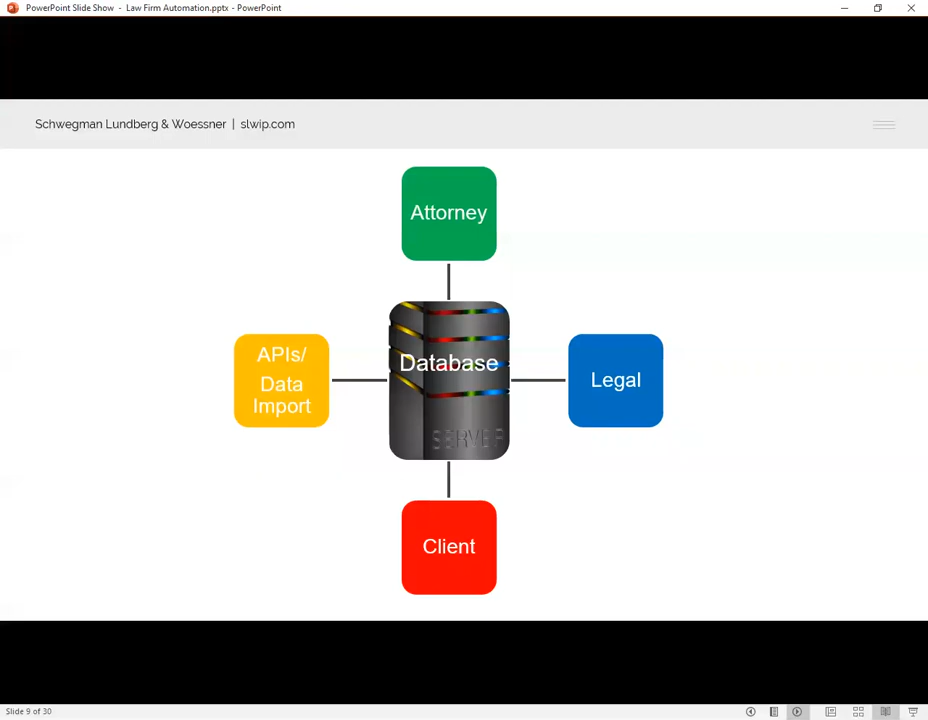 PowerPoint Slide Show - Law Firm Automation.pptx - PowerPoint
Schwegman Lundberg & Woessner | slwip.com
Attorney
APIs/
Data
Import
Database
SERVER
Legal
Client
Slide 9 of 30